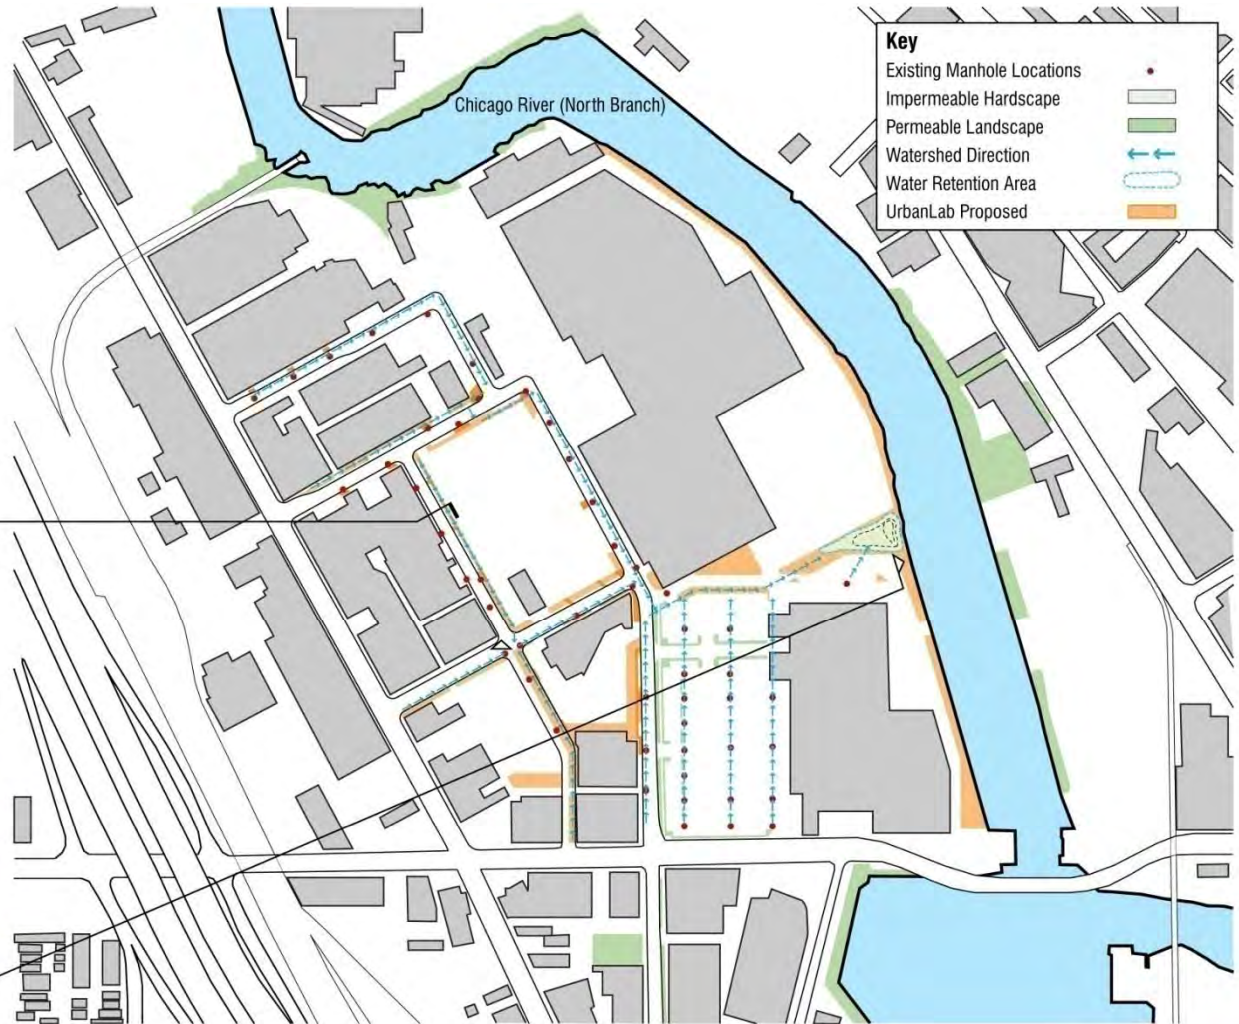 Chicago River (North Branch)
Key
Existing Manhole Locations
Impermeable Hardscape
Permeable Landscape
Watershed Direction
Water Retention Area
UrbanLab Proposed